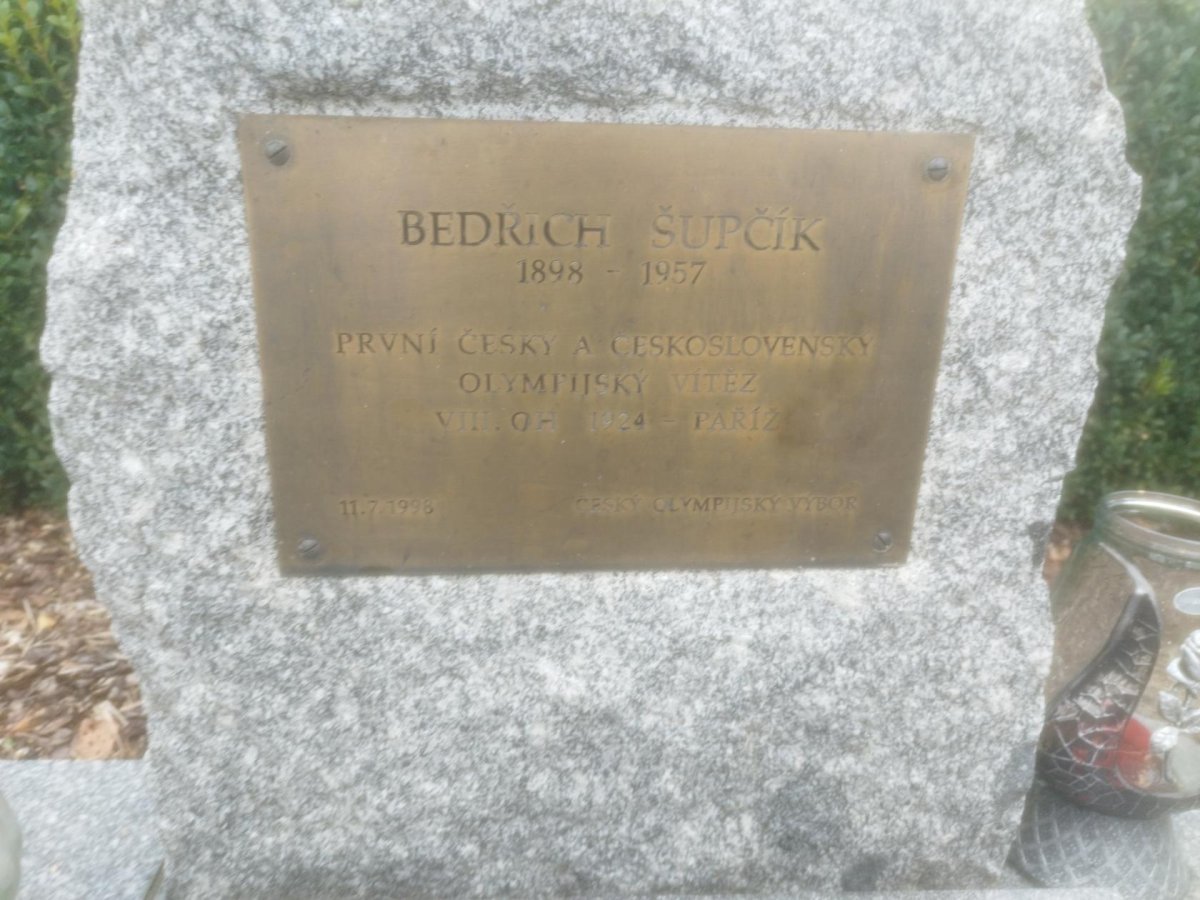 BEDŘICH ŠUPČÍK
1898 - 1957
PRVNÍ ČESKÝ A ČESKOSLOVENSKÝ
OLYMPIJSKÝ VÍTĚZ
VIII. OH 1924 - PAŘÍŽ
11.7.1998 ČESKÝ OLYMPIJSKÝ VÝBOR